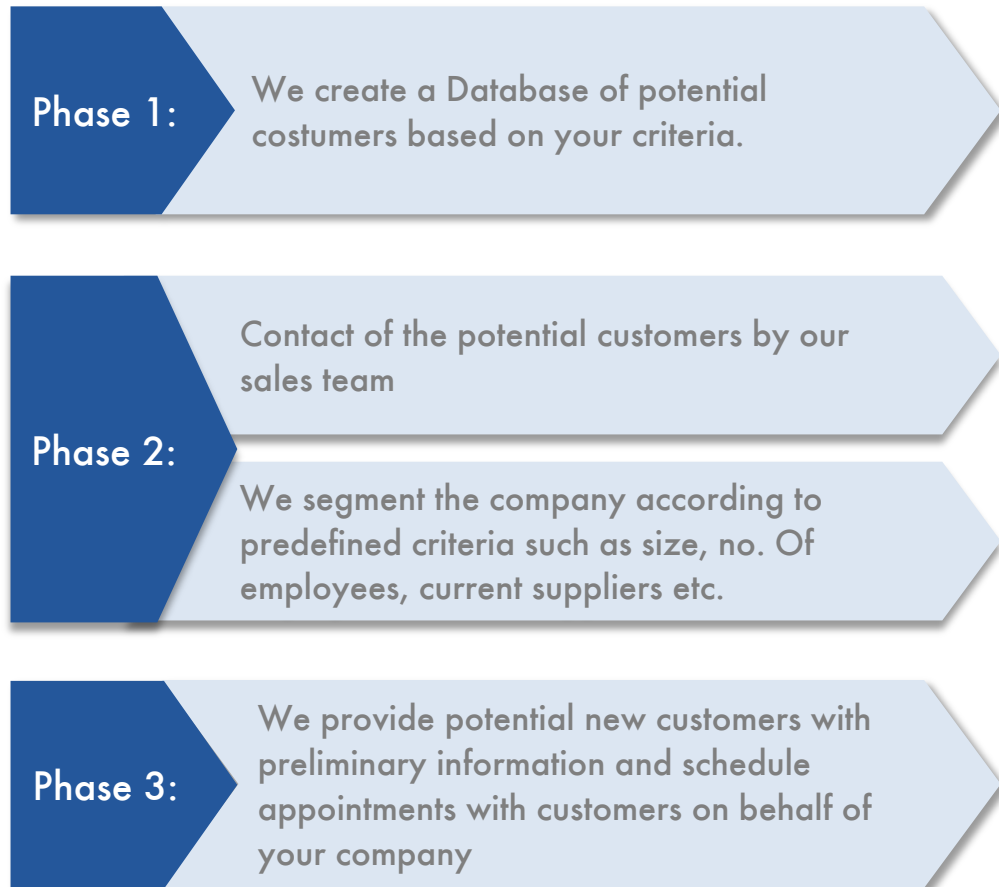 Phase 1:
We create a Database of potential
costumers based on your criteria.
Phase 2:
Contact of the potential customers by our
sales team
We segment the company according to
predefined criteria such as size, no. Of
employees, current suppliers etc.
Phase 3:
We provide potential new customers with
preliminary information and schedule
appointments with customers on behalf of
your company